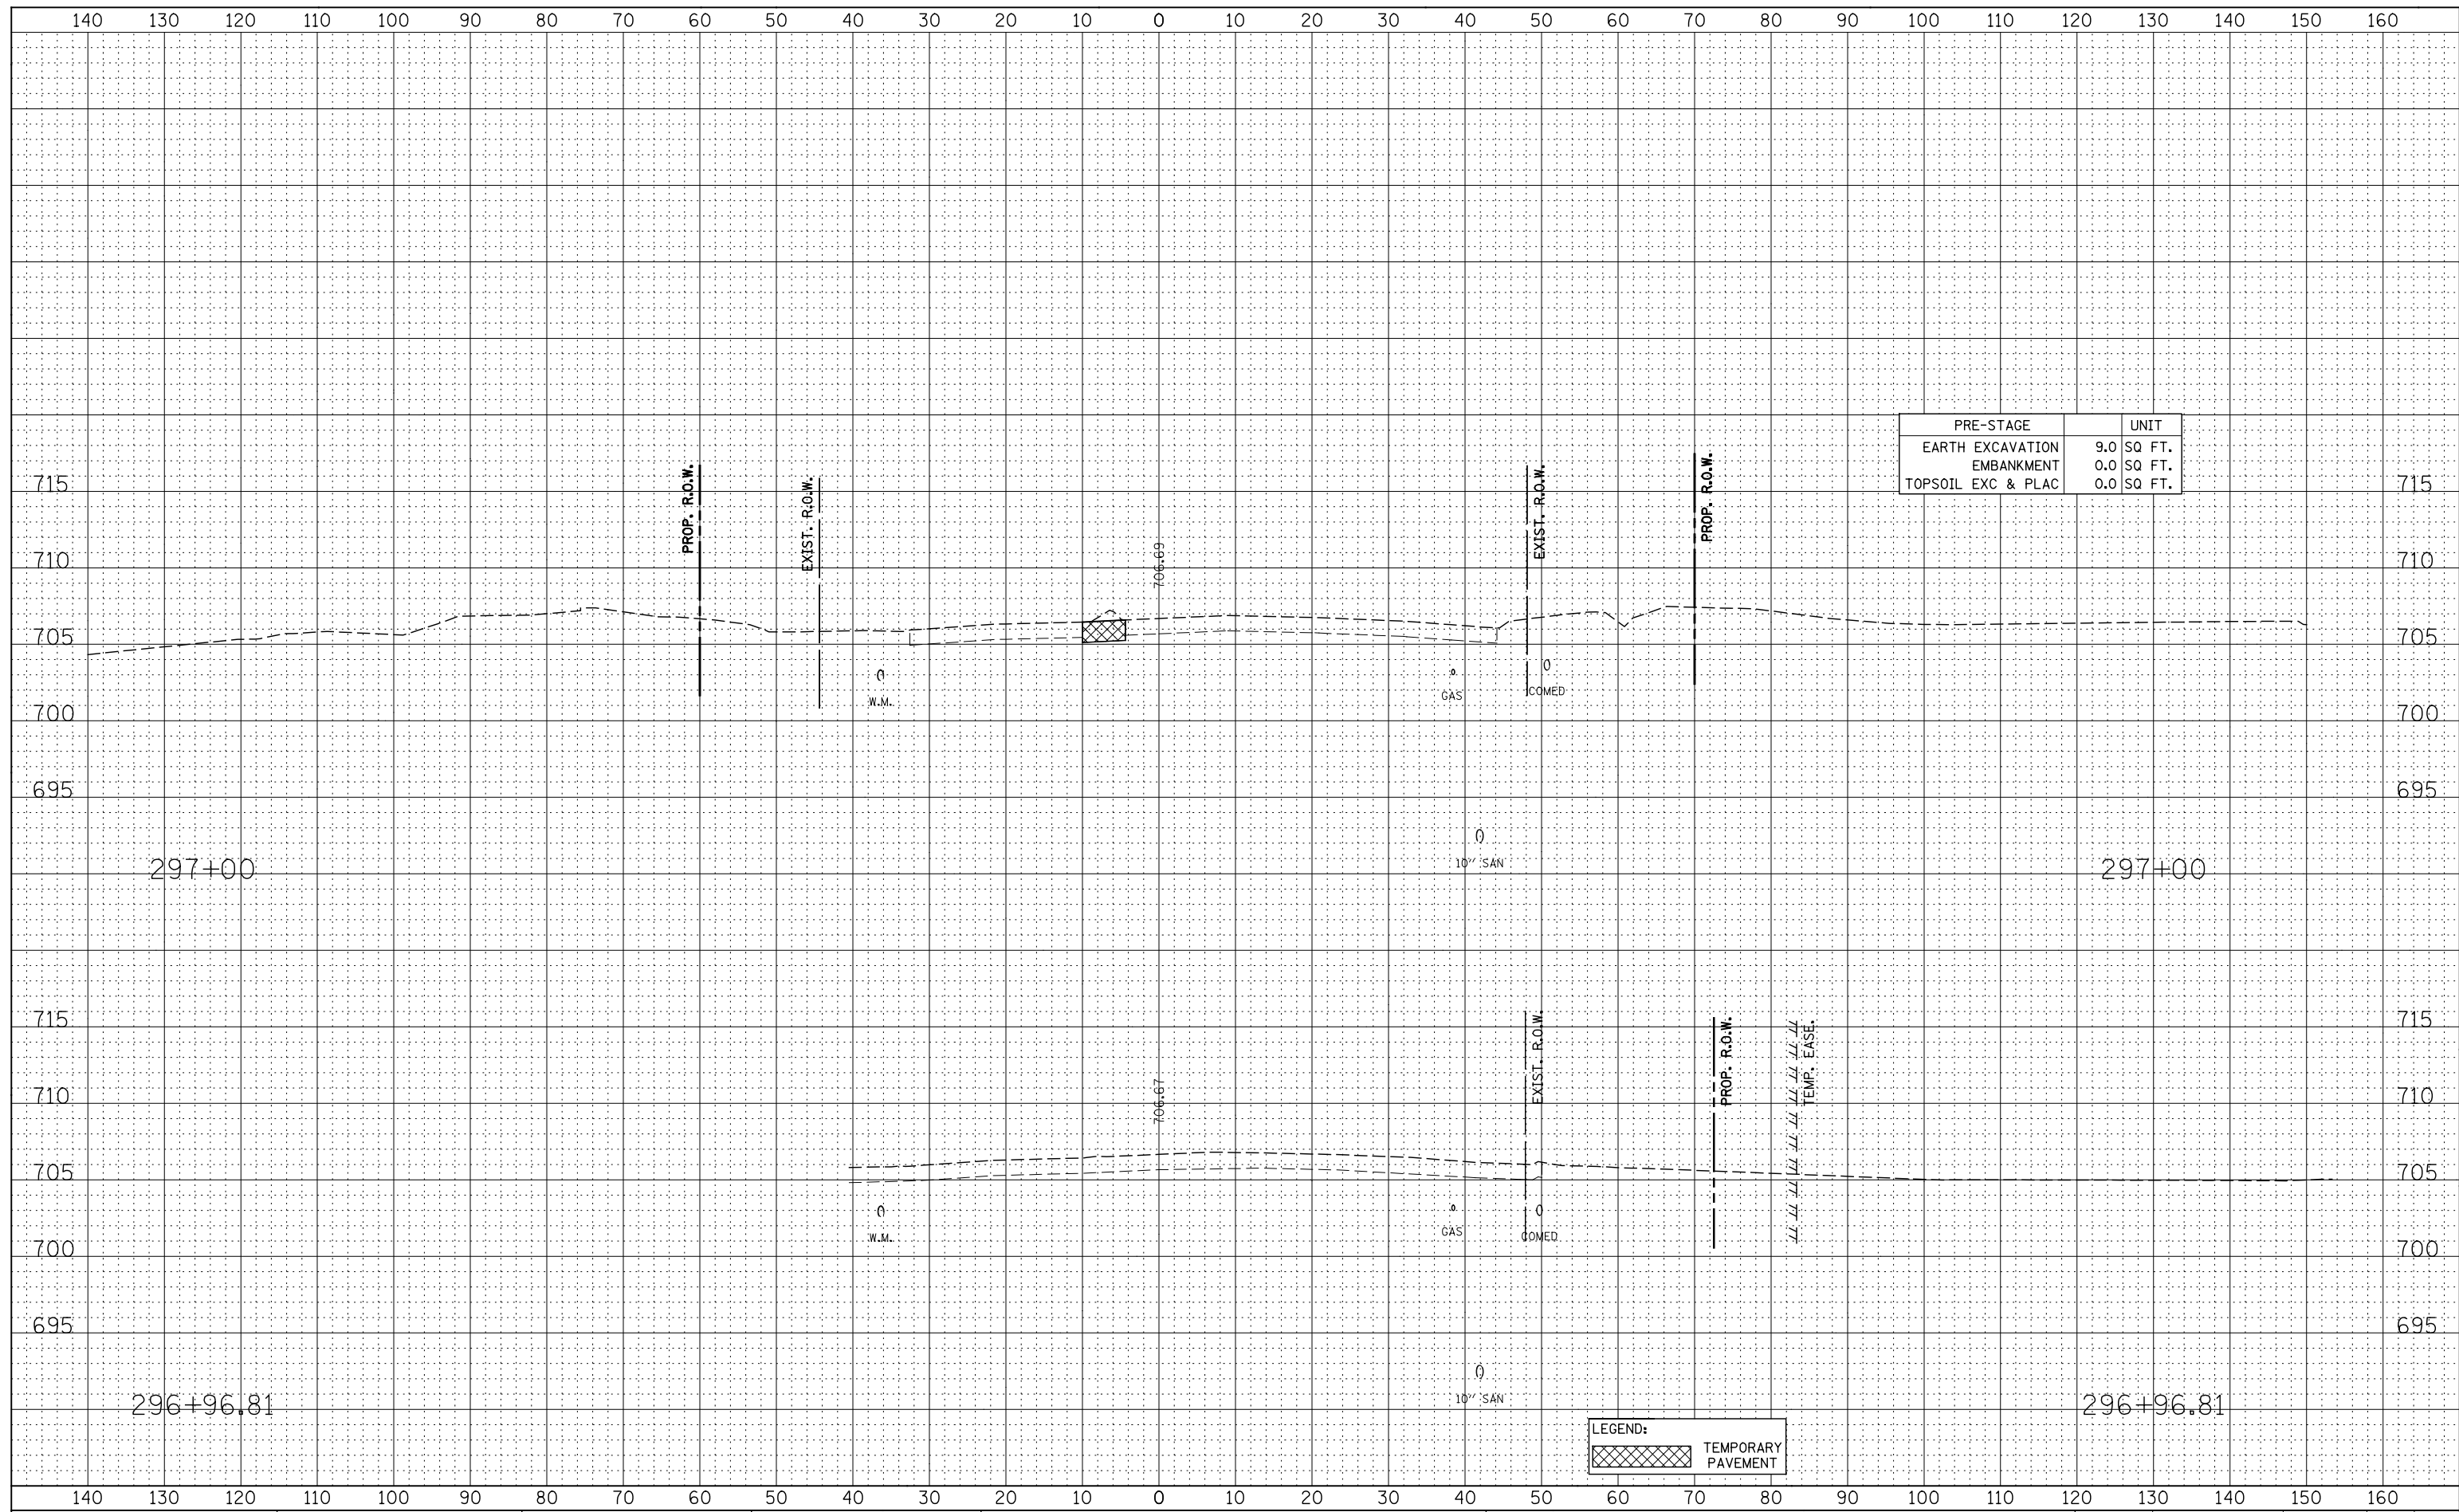 140 130 120 110 100 90 80 70 60 50 40 30 20 10 0 10 20 30 40 50 60 70 80 90 100 110 120 130 140 150 160
PRE-STAGE UNIT
EARTH EXCAVATION 9.0 SQ FT.
EMBANKMENT 0.0 SQ FT.
TOPSOIL EXC & PLAC 0.0 SQ FT.
PROP. R.O.W.
EXIST. R.O.W.
706.69
EXIST. R.O.W.
PROP. R.O.W.
715 715
710 710
705 705
W.M. GAS COMED
700 700
695 695
10'' SAN
297+00 297+00
706.67
EXIST. R.O.W.
PROP. R.O.W.
TEMP. EASE.
715 715
710 710
705 705
W.M. GAS COMED
700 700
695 695
10'' SAN
296+96.81 296+96.81
LEGEND:
TEMPORARY
PAVEMENT
140 130 120 110 100 90 80 70 60 50 40 30 20 10 0 10 20 30 40 50 60 70 80 90 100 110 120 130 140 150 160